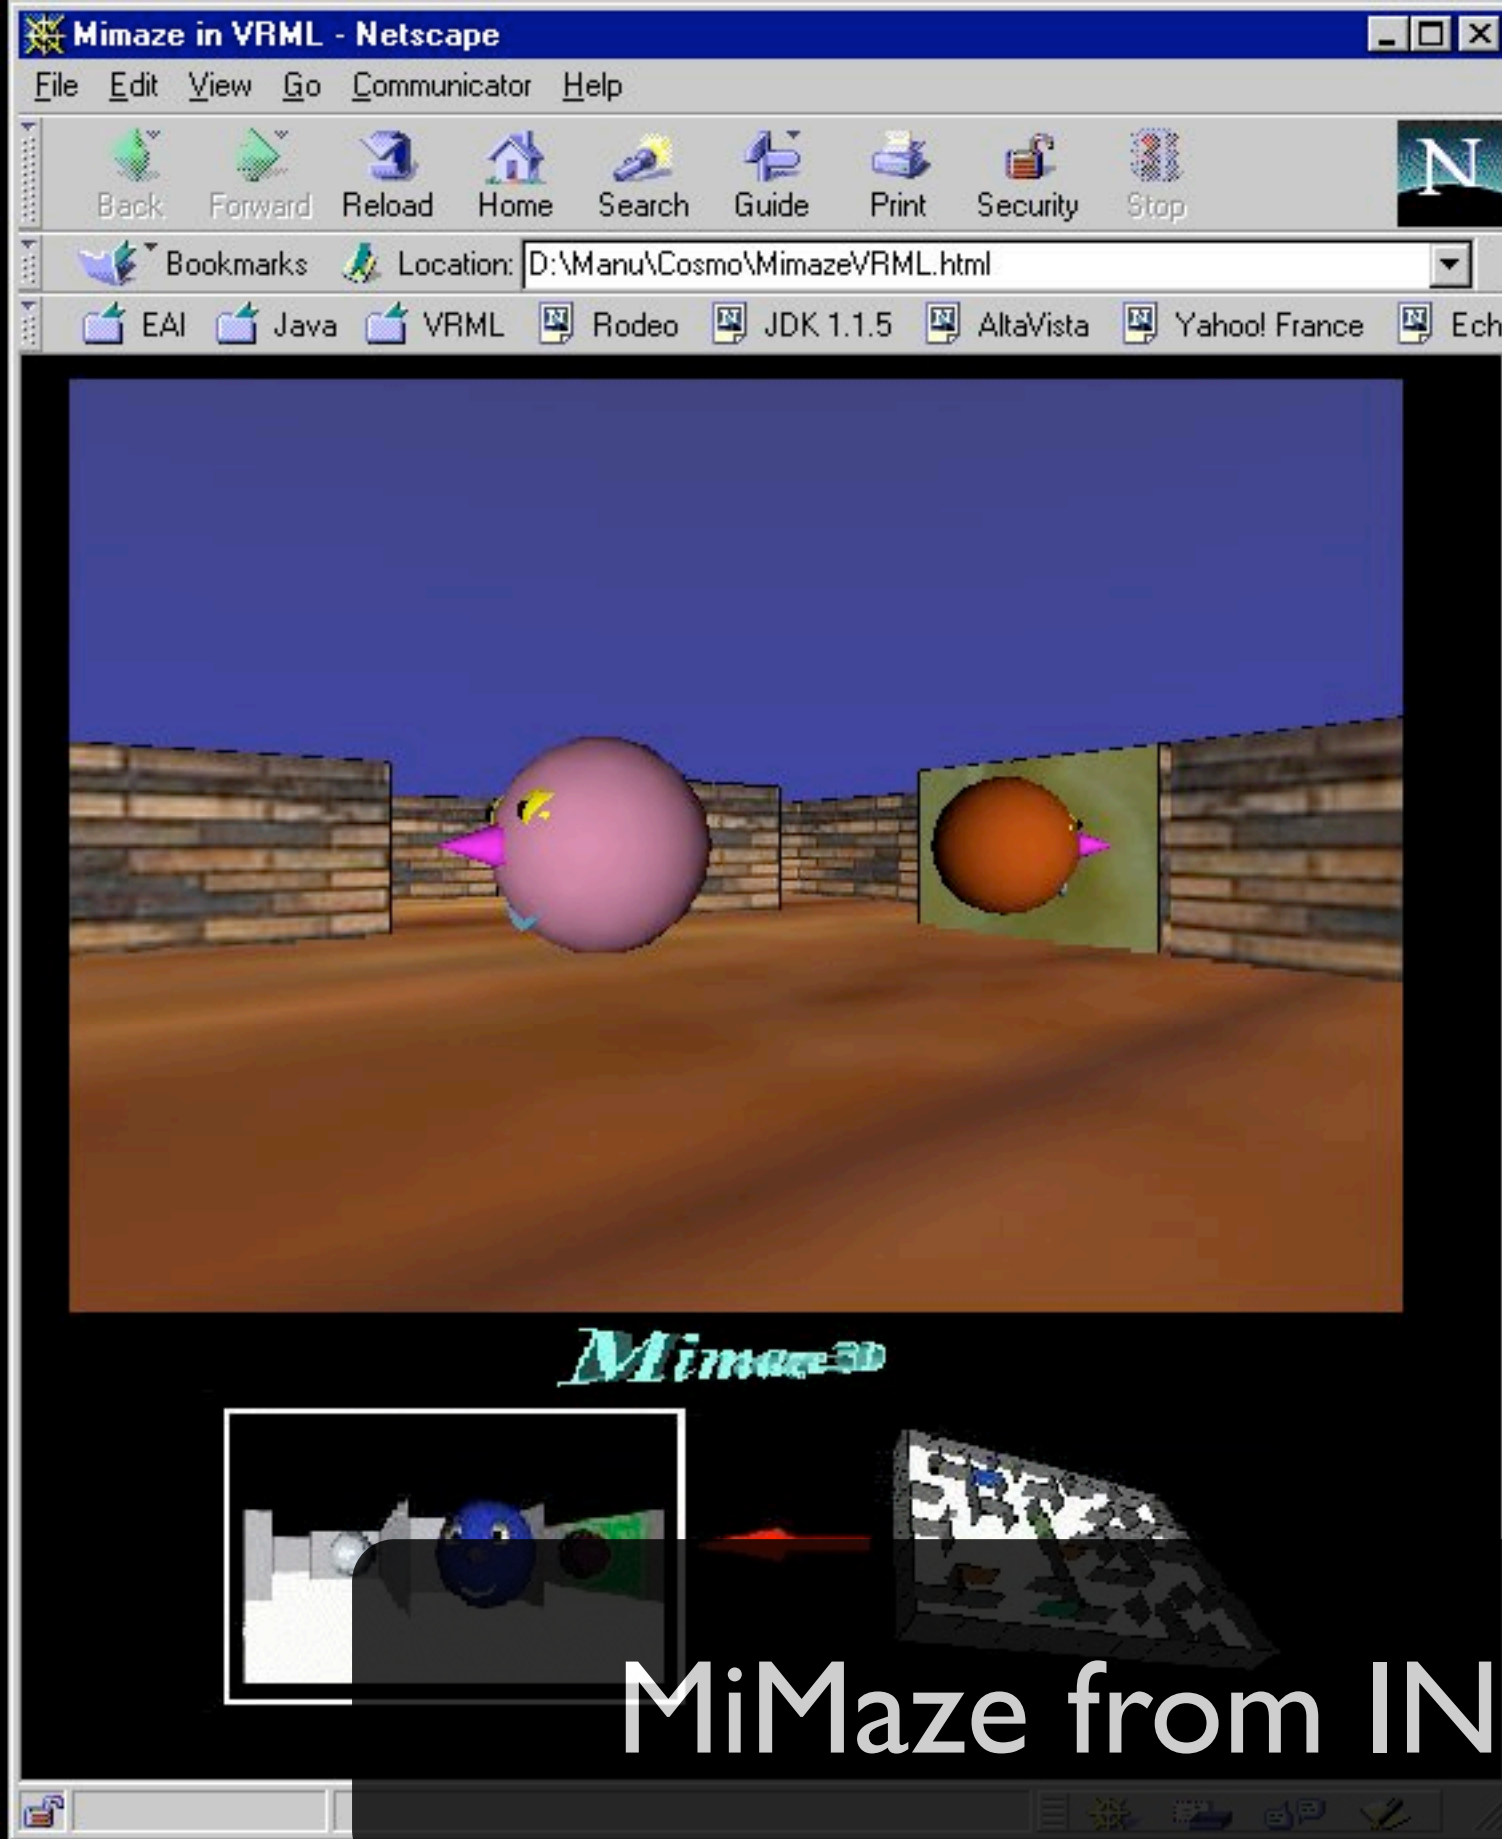 Mimaze in VRML - Netscape
File Edit View Go Communicator Help
Back Forward Reload Home Search Guide Print Security Stop
N
Bookmarks Location: D:\Manu\Cosmo\MimazeVRML.html
EAI Java VRML Rodeo JDK 1.1.5 AltaVista Yahoo! France Ech
Mimaze 3D
MiMaze from IN